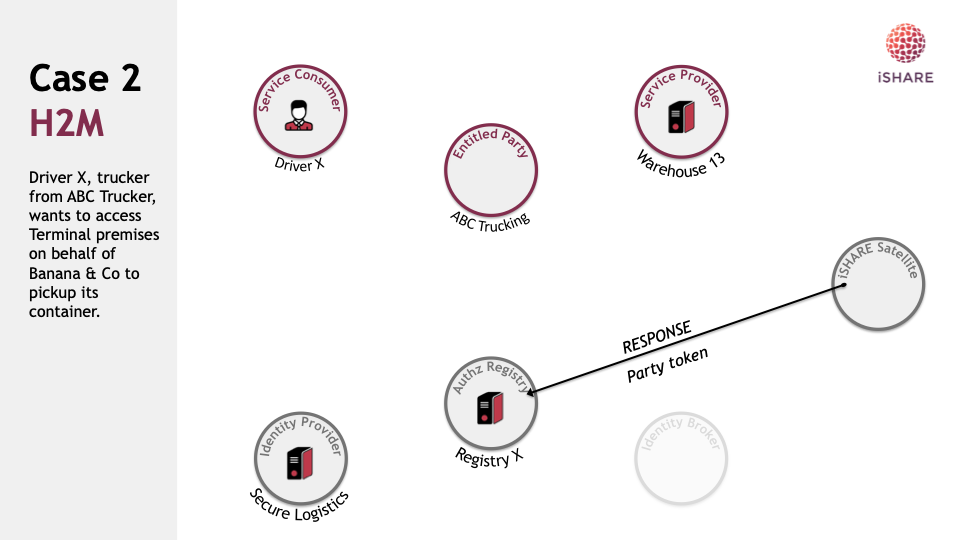 Case 2
H2M
Driver X, trucker
from ABC Trucker,
wants to access
Terminal premises
on behalf of
Banana & Co to
pickup its
container.
iSHARE
Service Consumer
Driver X
Entitled Party
ABC Trucking
Service Provider
Warehouse 13
iSHARE Satellite
RESPONSE
Party token
Authz Registry
Registry X
Identity Provider
Secure Logistics
Identity Broker